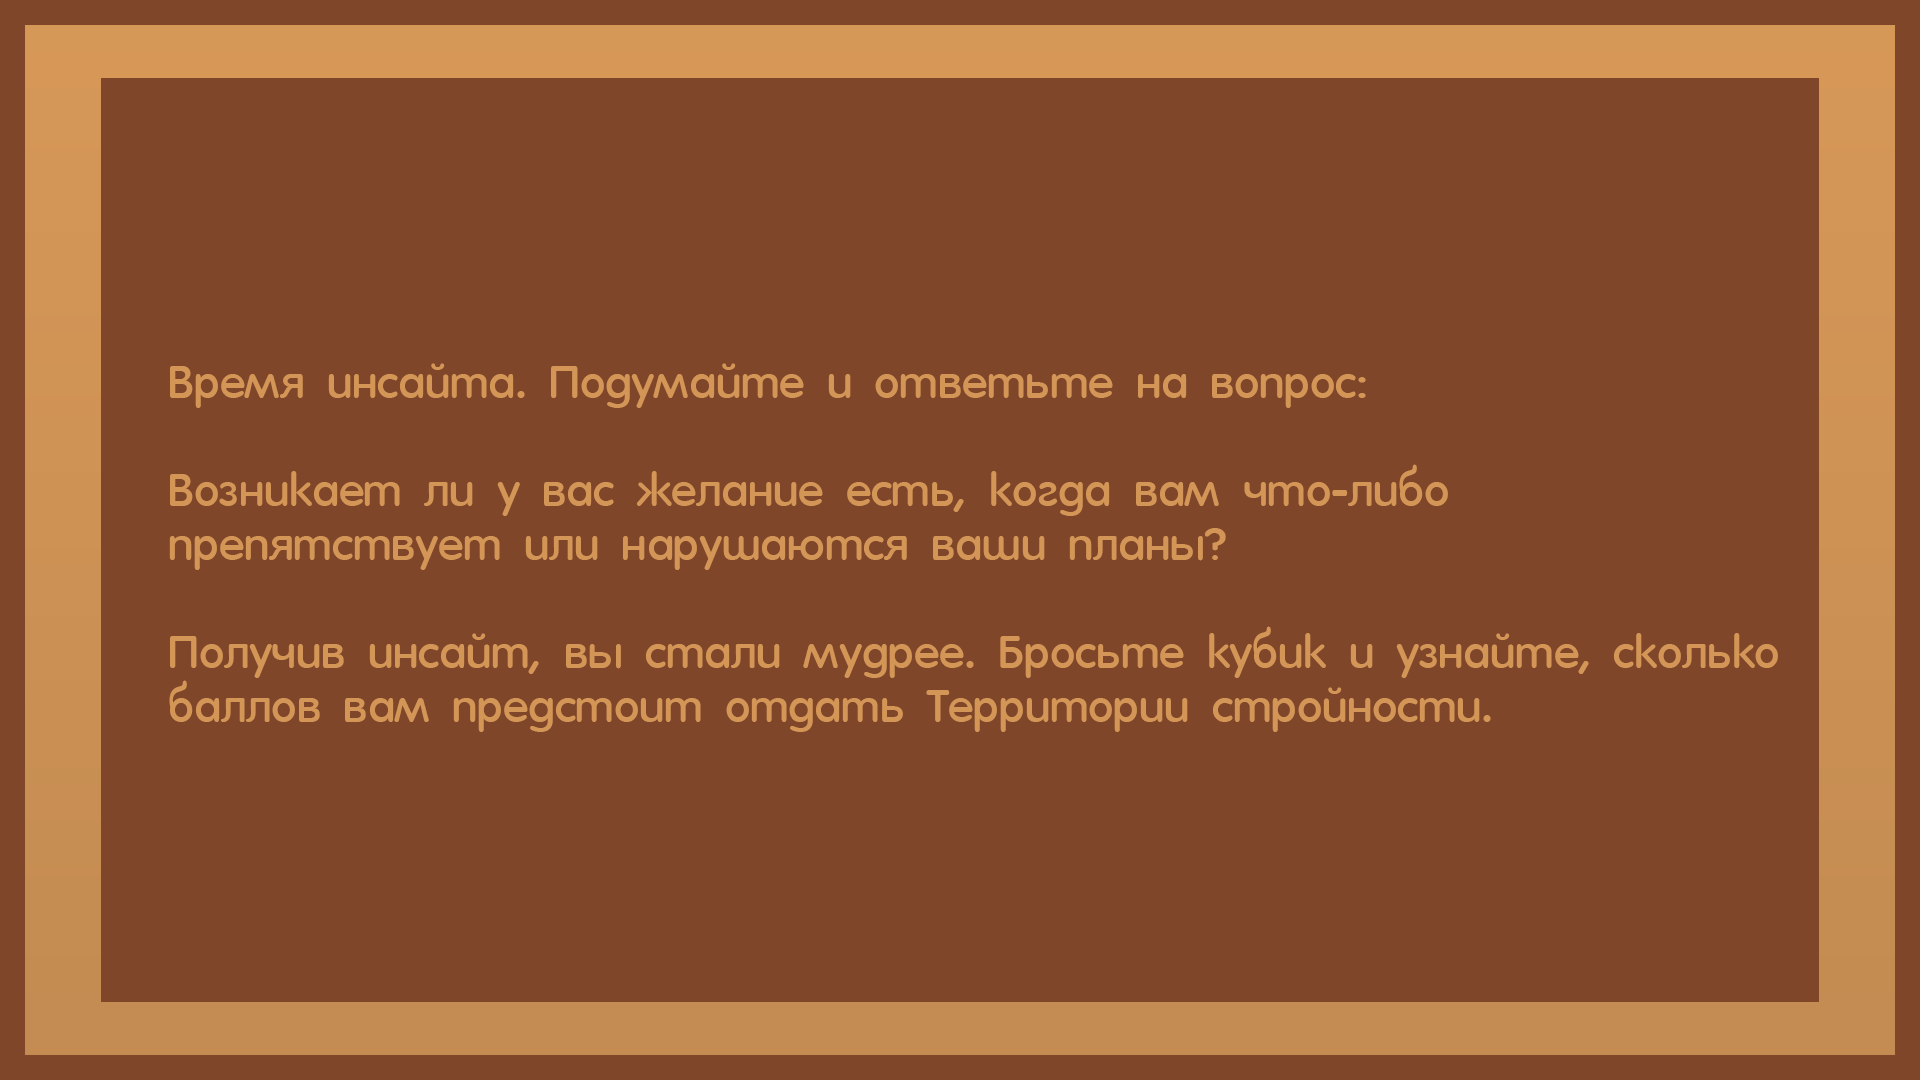 Время инсайта. Подумайте и ответьте на вопрос:
Возникает ли у вас желание есть, когда вам что-либо
препятствует или нарушаются ваши планы?
Получив инсайт, вы стали мудрее. Бросьте кубик и узнайте, сколько
баллов вам предстоит отдать Территории стройности.